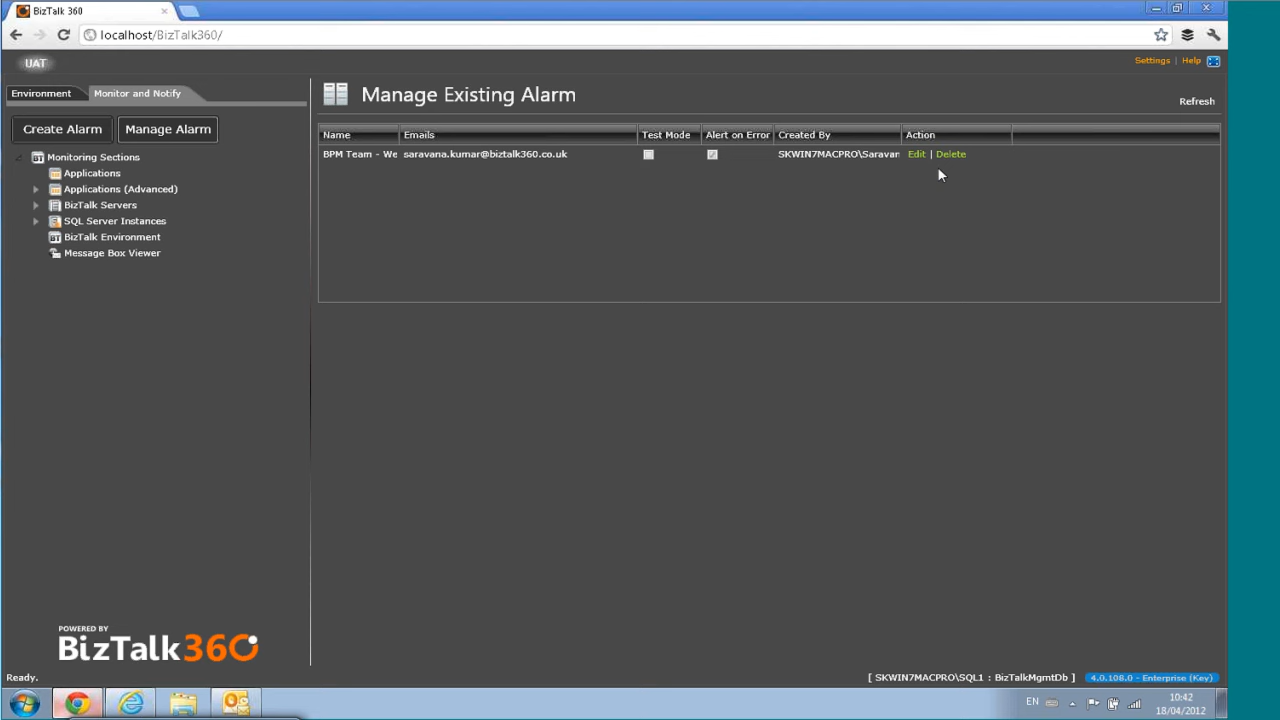 BizTalk 360
localhost/BizTalk360/
UAT
Settings | Help
Environment
Monitor and Notify
Manage Existing Alarm
Refresh
Create Alarm
Manage Alarm
Name
Emails
Test Mode
Alert on Error
Created By
Action
BPM Team - We
saravana.kumar@biztalk360.co.uk
SKWIN7MACPRO\Saravan
Edit | Delete
Monitoring Sections
Applications
Applications (Advanced)
BizTalk Servers
SQL Server Instances
BizTalk Environment
Message Box Viewer
POWERED BY
BizTalk360
Ready.
[ SKWIN7MACPRO\SQL1 : BizTalkMgmtDb ]
4.0.108.0 - Enterprise (Key)
EN
10:42
18/04/2012